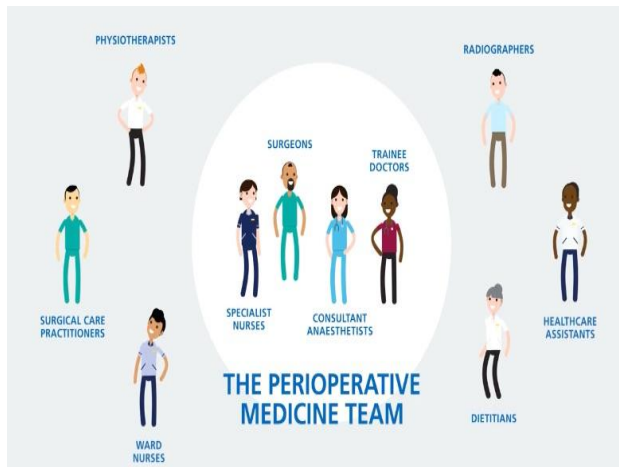 PHYSIOTHERAPISTS
RADIOGRAPHERS
SURGEONS
TRAINEE
DOCTORS
SPECIALIST
NURSES
CONSULTANT
ANAESTHETISTS
SURGICAL CARE
PRACTITIONERS
HEALTHCARE
ASSISTANTS
THE PERIOPERATIVE
MEDICINE TEAM
DIETITIANS
WARD
NURSES